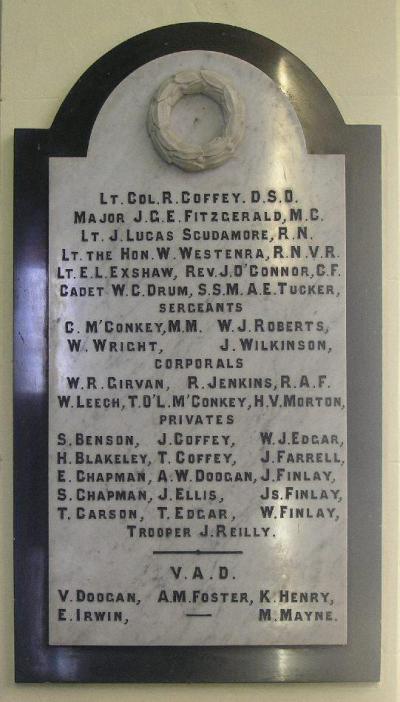 Lt. Col. R. Coffey. D.S.O.
Major J.G.E. Fitzgerald, M.C.
Lt. J. Lucas Scudamore, R.N.
Lt. the Hon. W. Westenra, R.N.V.R.
Lt. E.L. Exshaw, Rev. J. O'Connor, C.F.
Cadet W.C. Drum, S.S.M. A.E. Tucker,
SERGEANTS
C. M'Conkey, M.M. W.J. Roberts,
W. Wright, J. Wilkinson,
CORPORALS
W.R. Girvan, R. Jenkins, R.A.F.
W. Leech, T.O'L. M'Conkey, H.V. Morton,
PRIVATES
S. Benson, J. Coffey, W.J. Edgar,
H. Blakeley, T. Coffey, J. Farrell,
E. Chapman, A.W. Doogan, J. Finlay,
S. Chapman, J. Ellis, Js. Finlay,
T. Carson, T. Edgar, W. Finlay,
Trooper J. Reilly.
V.A.D.
V. Doogan, A.M. Foster, K. Henry,
E. Irwin, — M. Mayne.